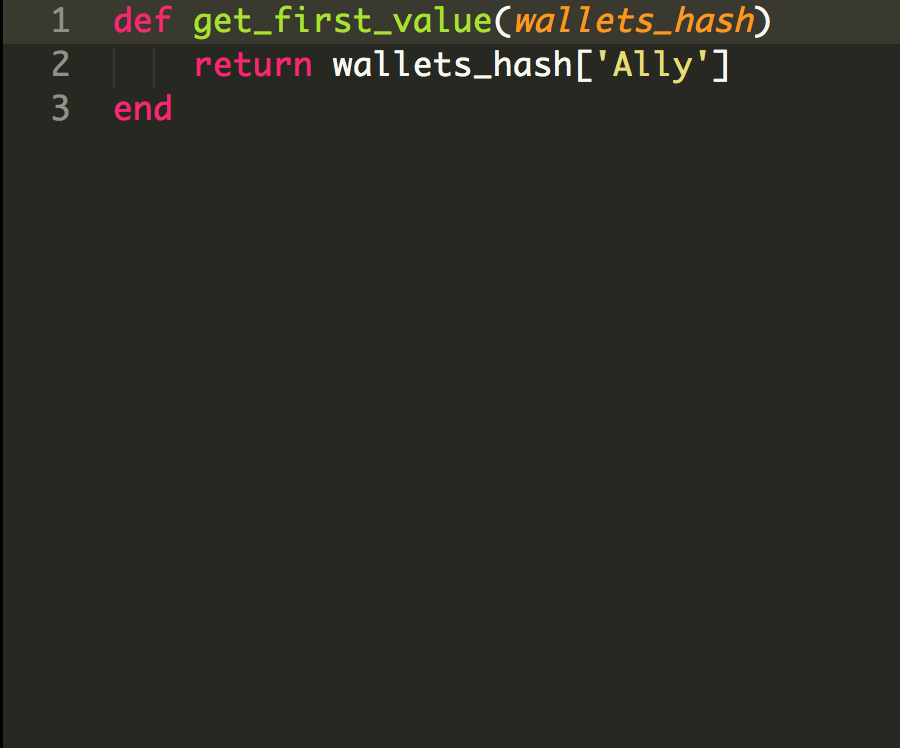 1 def get_first_value(wallets_hash)
2     return wallets_hash['Ally']
3 end